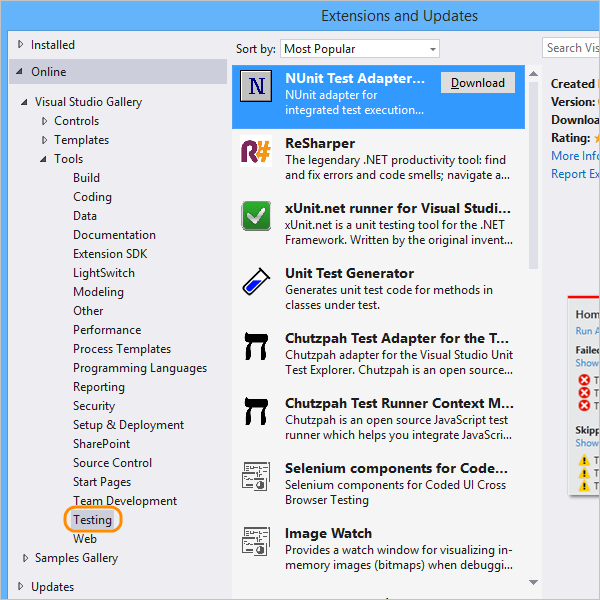 Extensions and Updates
Installed
Online
Visual Studio Gallery
Controls
Templates
Tools
Build
Coding
Data
Documentation
Extension SDK
LightSwitch
Modeling
Other
Performance
Process Templates
Programming Languages
Reporting
Security
Setup & Deployment
SharePoint
Source Control
Start Pages
Team Development
Testing
Web
Samples Gallery
Updates
Sort by: Most Popular
N
NUnit Test Adapter...
Download
NUnit adapter for
integrated test execution...
R#
ReSharper
The legendary .NET productivity tool: find
and fix errors and code smells; navigate a...
xUnit.net runner for Visual Studi...
xUnit.net is a unit testing tool for the .NET
Framework. Written by the original invent...
Unit Test Generator
Generates unit test code for methods in
classes under test.
Chutzpah Test Adapter for the T...
Chutzpah adapter for the Visual Studio Unit
Test Explorer. Chutzpah is an open source...
Chutzpah Test Runner Context M...
Chutzpah is an open source JavaScript test
runner which helps you integrate JavaScri...
Selenium components for Code...
Selenium components for Coded UI Cross
Browser Testing
Image Watch
Provides a watch window for visualizing in-
memory images (bitmaps) when debuggi...
Search Vis
Created
Version:
Downloa
Rating:
More Info
Report Ex
Hom
Run A
Failed
Show
Skipp
Show